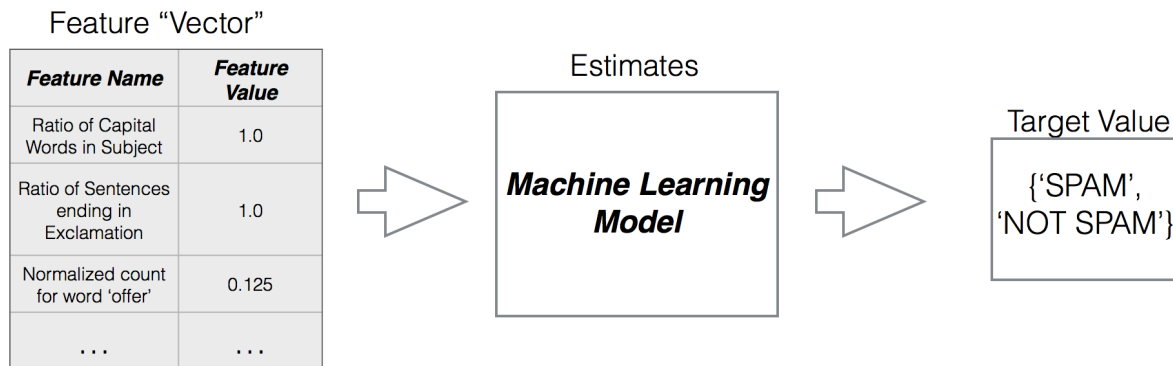 Feature “Vector”
Feature Name
Feature
Value
Ratio of Capital
Words in Subject
1.0
Ratio of Sentences
ending in
Exclamation
1.0
Normalized count
for word ‘offer’
0.125
...
...
Estimates
Machine Learning
Model
Target Value
{‘SPAM’,
‘NOT SPAM’}